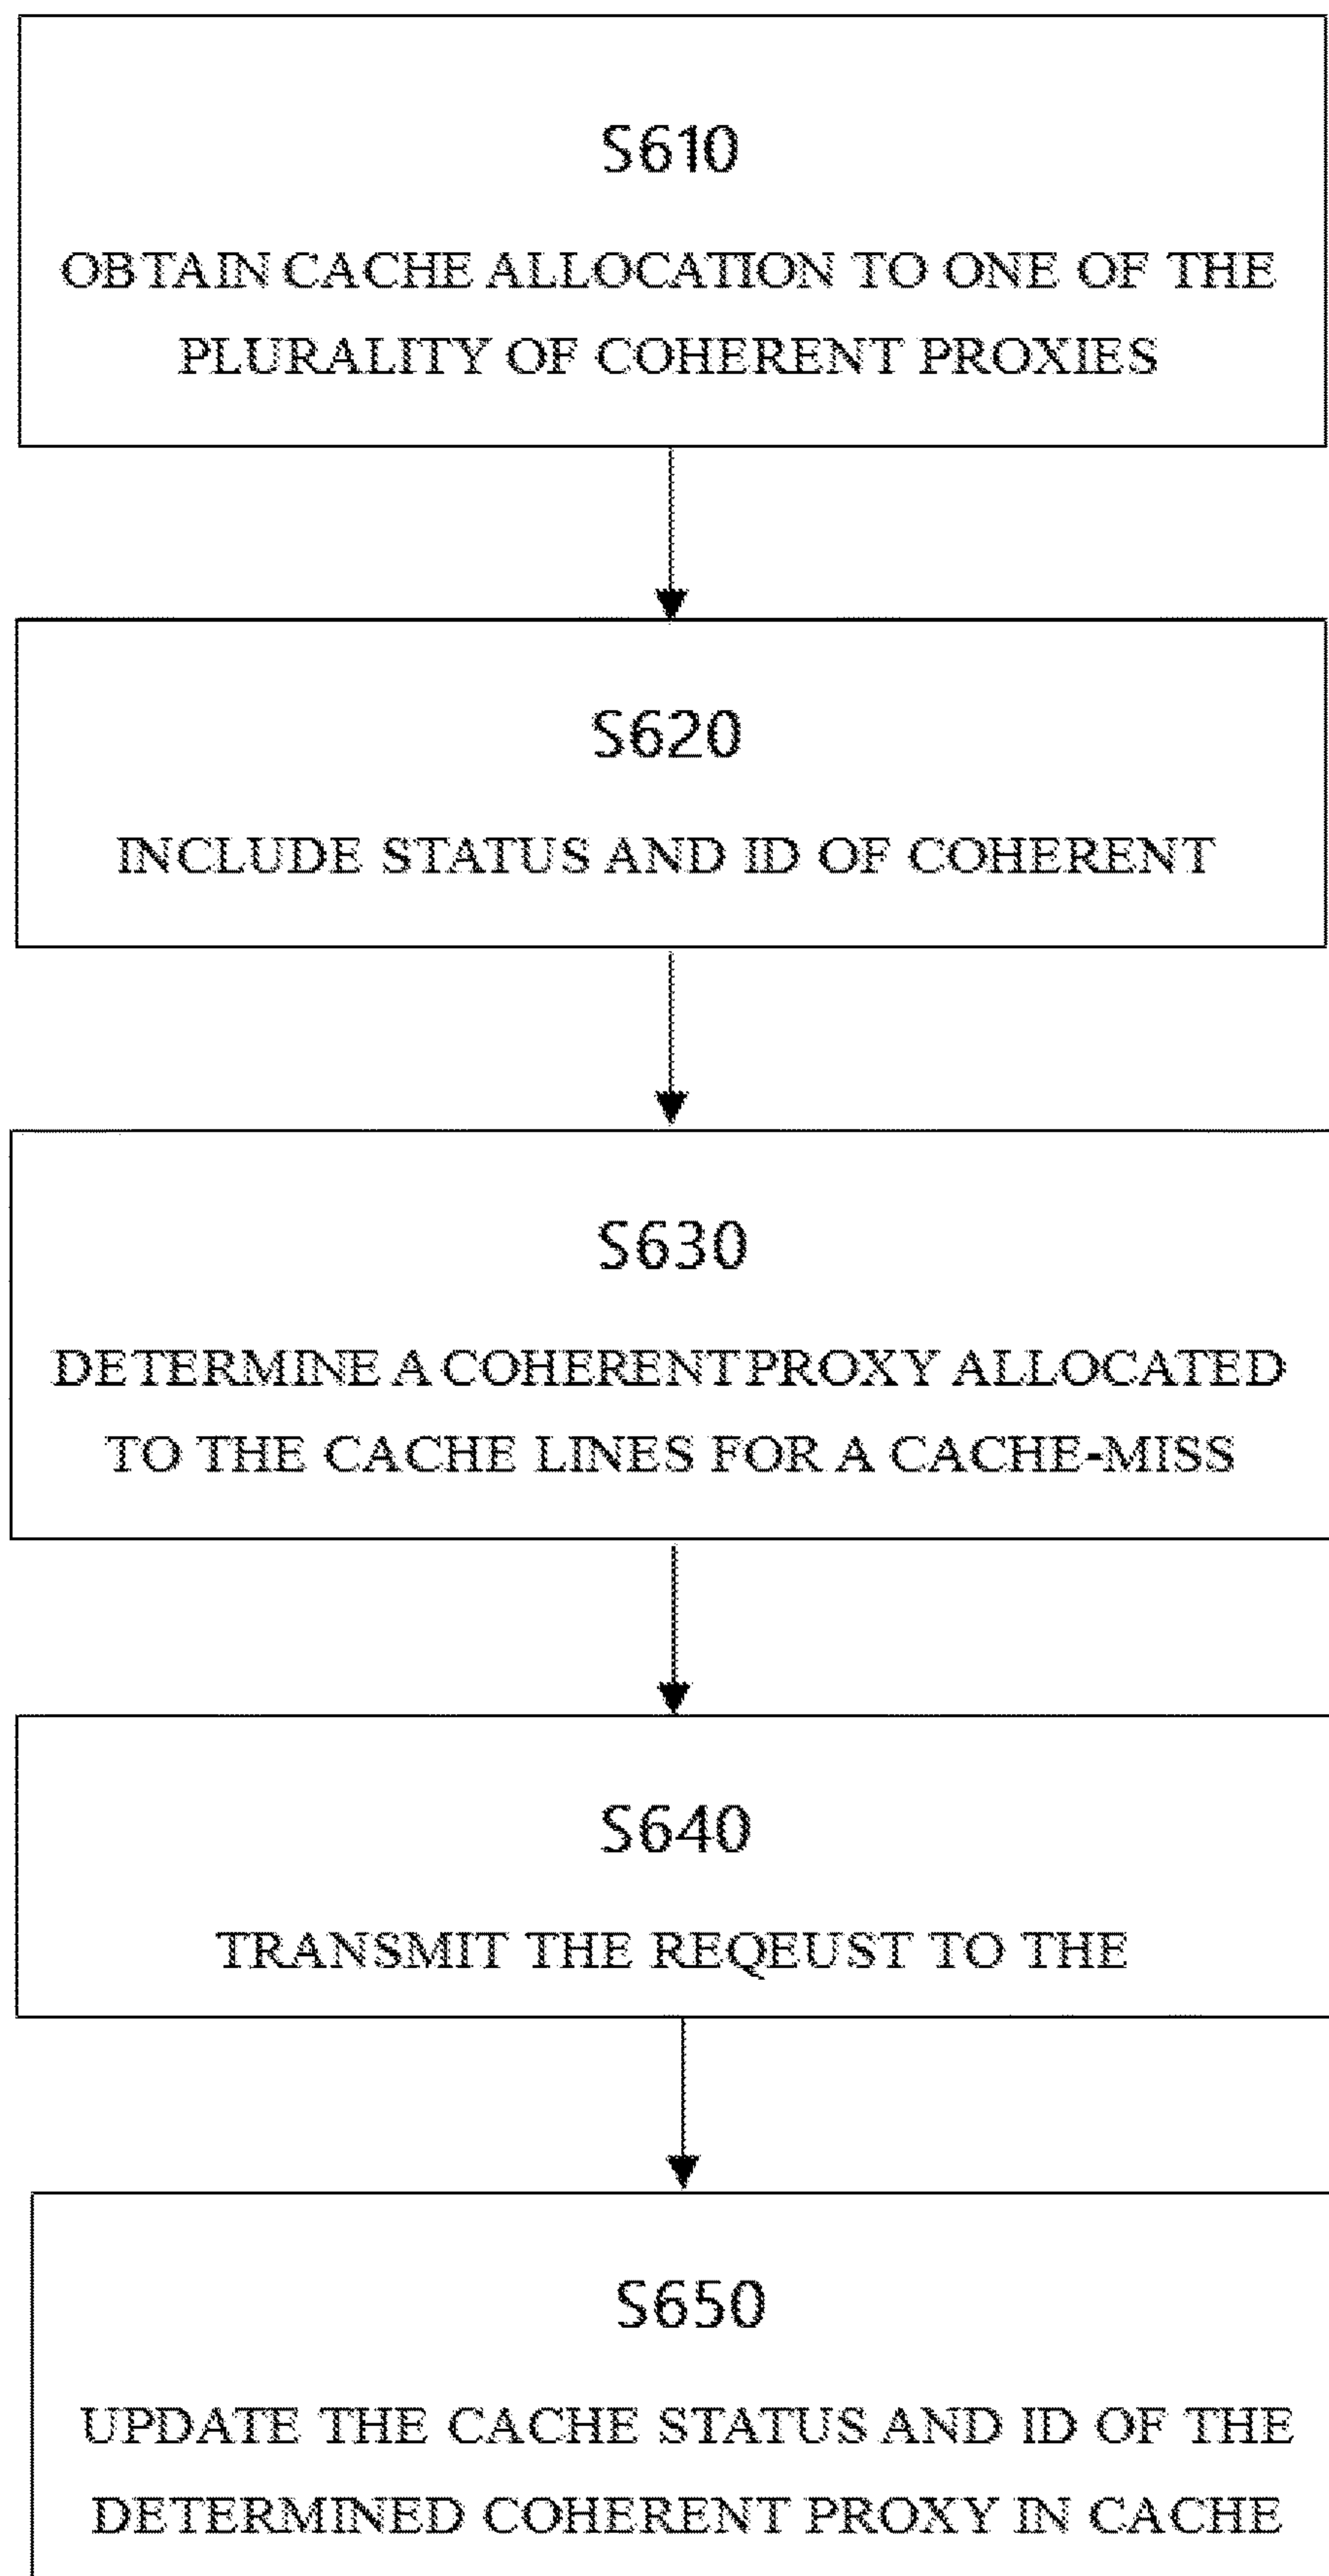 S610
OBTAIN CACHE ALLOCATION TO ONE OF THE
PLURALITY OF COHERENT PROXIES
S620
INCLUDE STATUS AND ID OF COHERENT
S630
DETERMINE A COHERENT PROXY ALLOCATED
TO THE CACHE LINES FOR A CACHE-MISS
S640
TRANSMIT THE REQEUST TO THE
S650
UPDATE THE CACHE STATUS AND ID OF THE
DETERMINED COHERENT PROXY IN CACHE